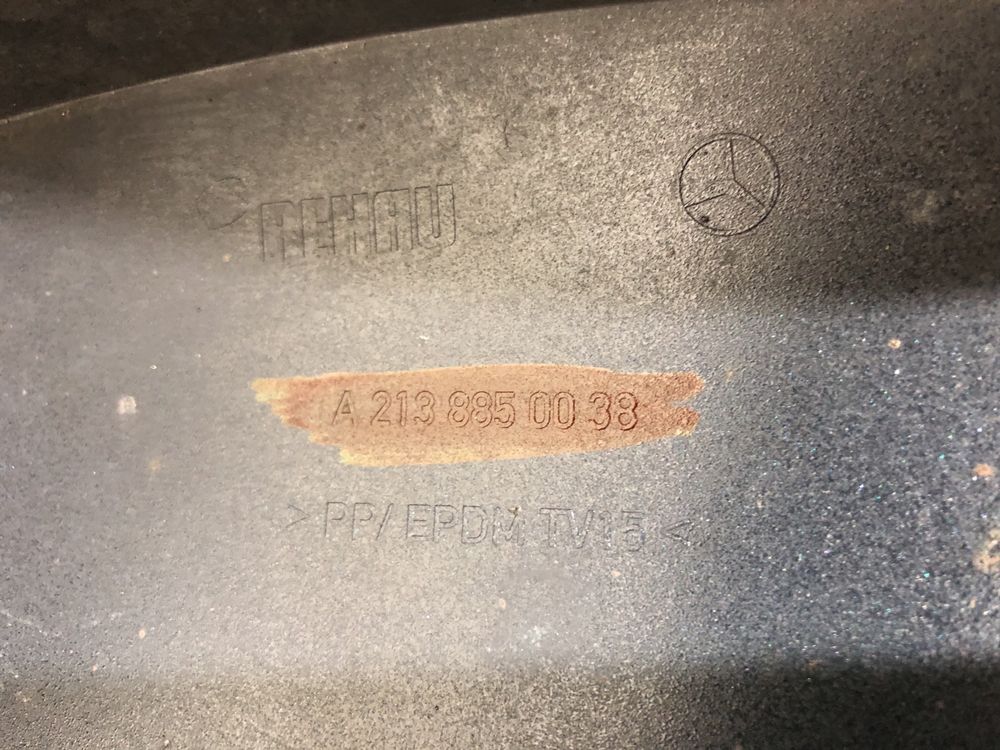 REHAU
A 213 885 00 38
> PP/ EPDM TV15 <